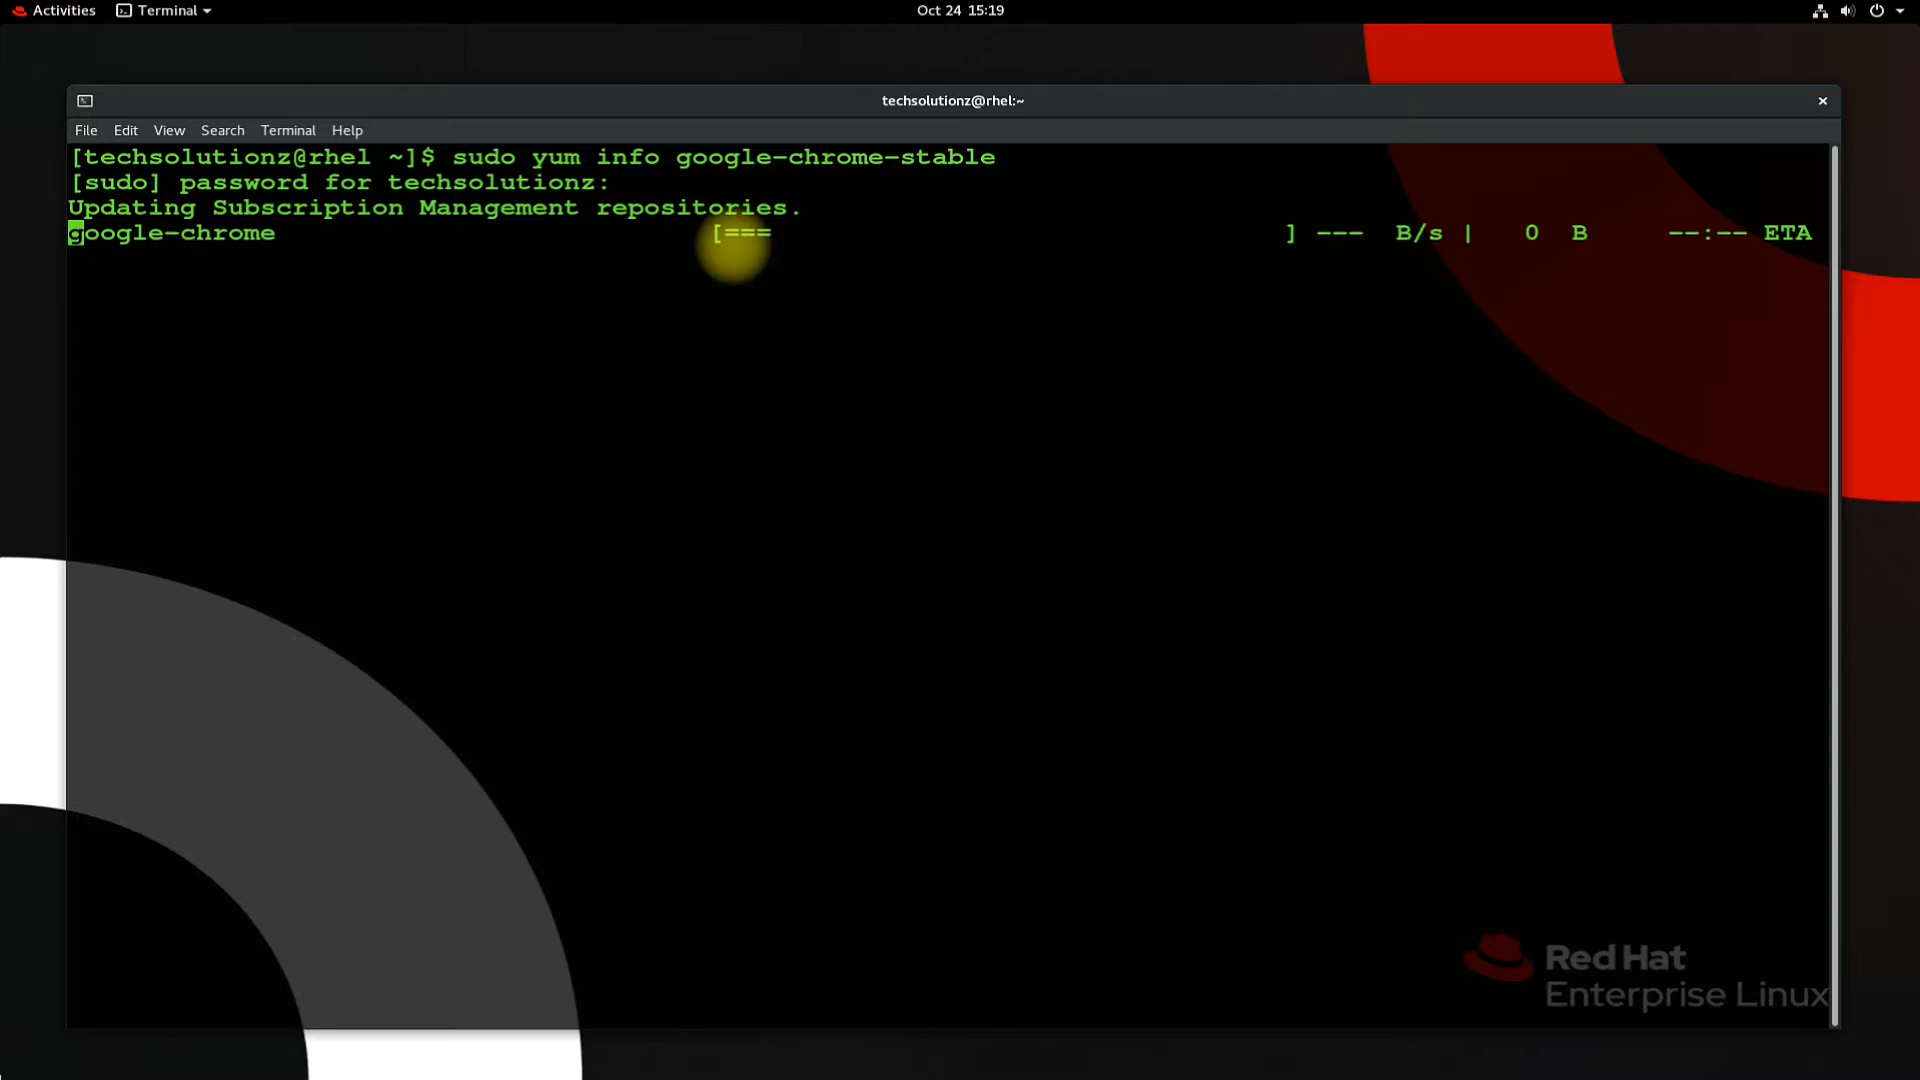 Activities Terminal Oct 24 15:19
techsolutionz@rhel:~
File Edit View Search Terminal Help
[techsolutionz@rhel ~]$ sudo yum info google-chrome-stable
[sudo] password for techsolutionz:
Updating Subscription Management repositories.
google-chrome [=== ] --- B/s | 0 B --:-- ETA
Red Hat
Enterprise Linux